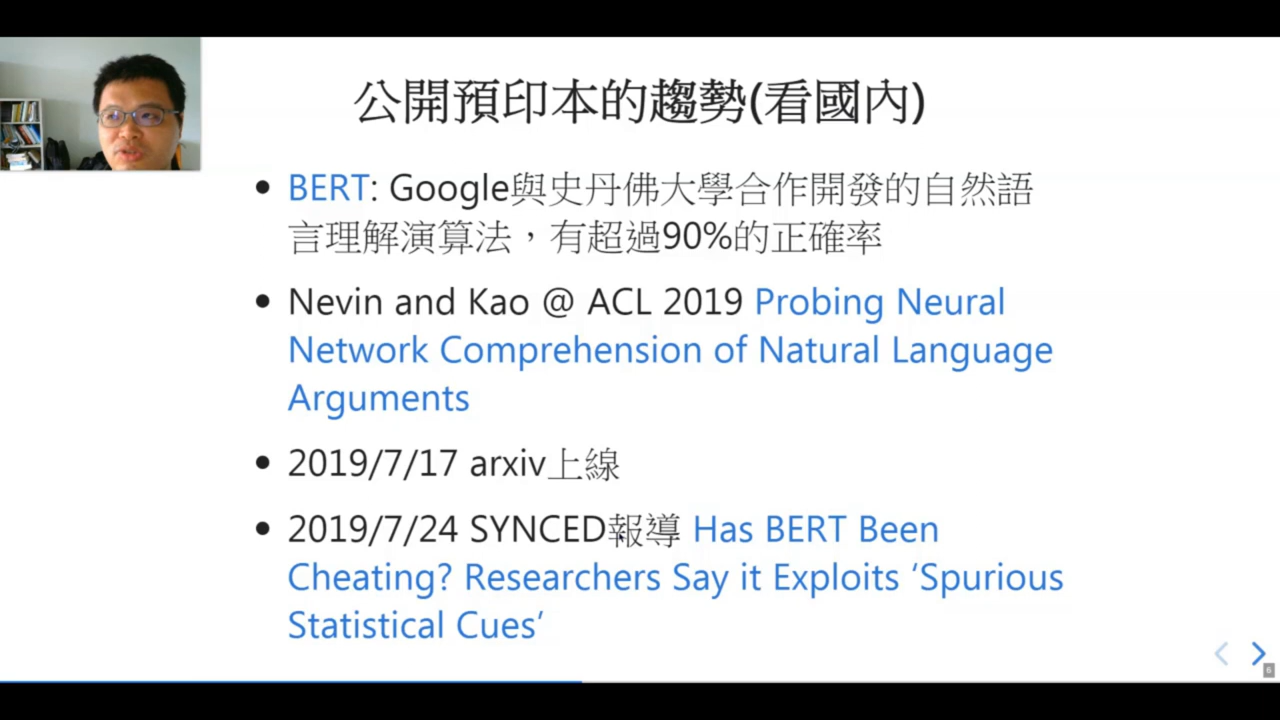 公開預印本的趨勢(看國內)
• BERT: Google與史丹佛大學合作開發的自然語
言理解演算法，有超過90%的正確率
• Nevin and Kao @ ACL 2019 Probing Neural
Network Comprehension of Natural Language
Arguments
• 2019/7/17 arxiv上線
• 2019/7/24 SYNCED報導 Has BERT Been
Cheating? Researchers Say it Exploits ‘Spurious
Statistical Cues’
6